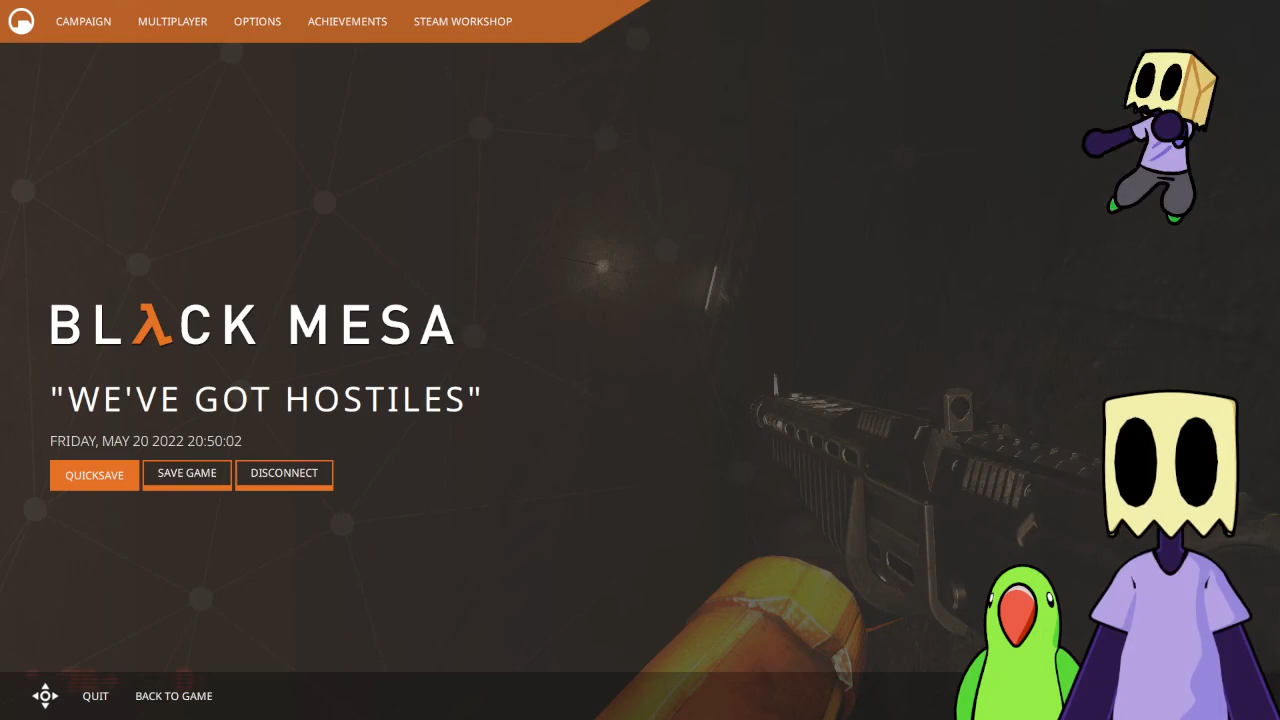 CAMPAIGN MULTIPLAYER OPTIONS ACHIEVEMENTS STEAM WORKSHOP
BLλCK MESA
"WE'VE GOT HOSTILES"
FRIDAY, MAY 20 2022 20:50:02
QUICKSAVE SAVE GAME DISCONNECT
QUIT BACK TO GAME